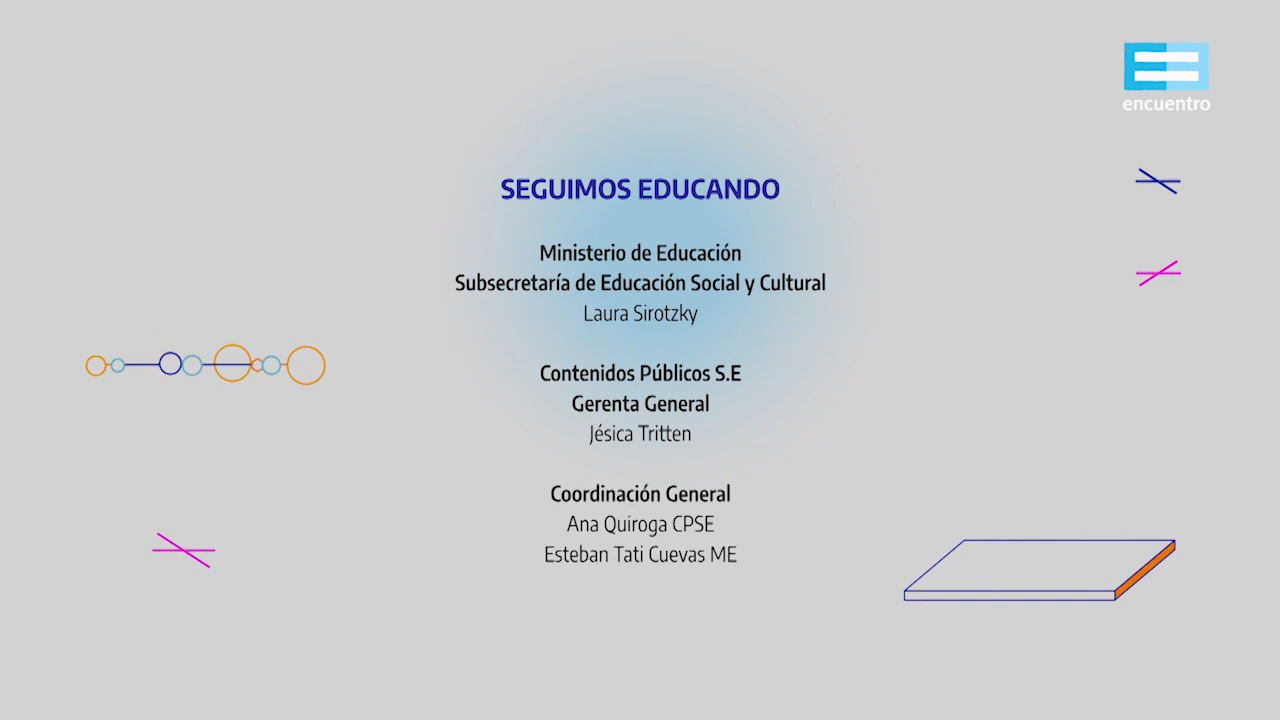 encuentro
SEGUIMOS EDUCANDO
Ministerio de Educación
Subsecretaría de Educación Social y Cultural
Laura Sirotzky
Contenidos Públicos S.E
Gerenta General
Jésica Tritten
Coordinación General
Ana Quiroga CPSE
Esteban Tati Cuevas ME